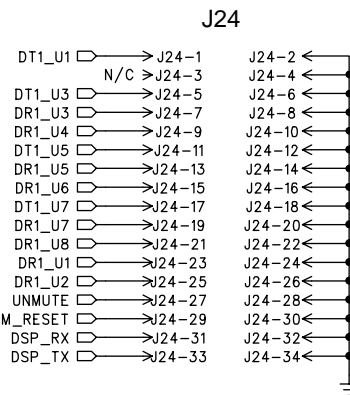 J24
DT1_U1 J24-1 J24-2
N/C J24-3 J24-4
DT1_U3 J24-5 J24-6
DR1_U3 J24-7 J24-8
DR1_U4 J24-9 J24-10
DT1_U5 J24-11 J24-12
DR1_U5 J24-13 J24-14
DR1_U6 J24-15 J24-16
DT1_U7 J24-17 J24-18
DR1_U7 J24-19 J24-20
DR1_U8 J24-21 J24-22
DR1_U1 J24-23 J24-24
DR1_U2 J24-25 J24-26
UNMUTE J24-27 J24-28
M_RESET J24-29 J24-30
DSP_RX J24-31 J24-32
DSP_TX J24-33 J24-34